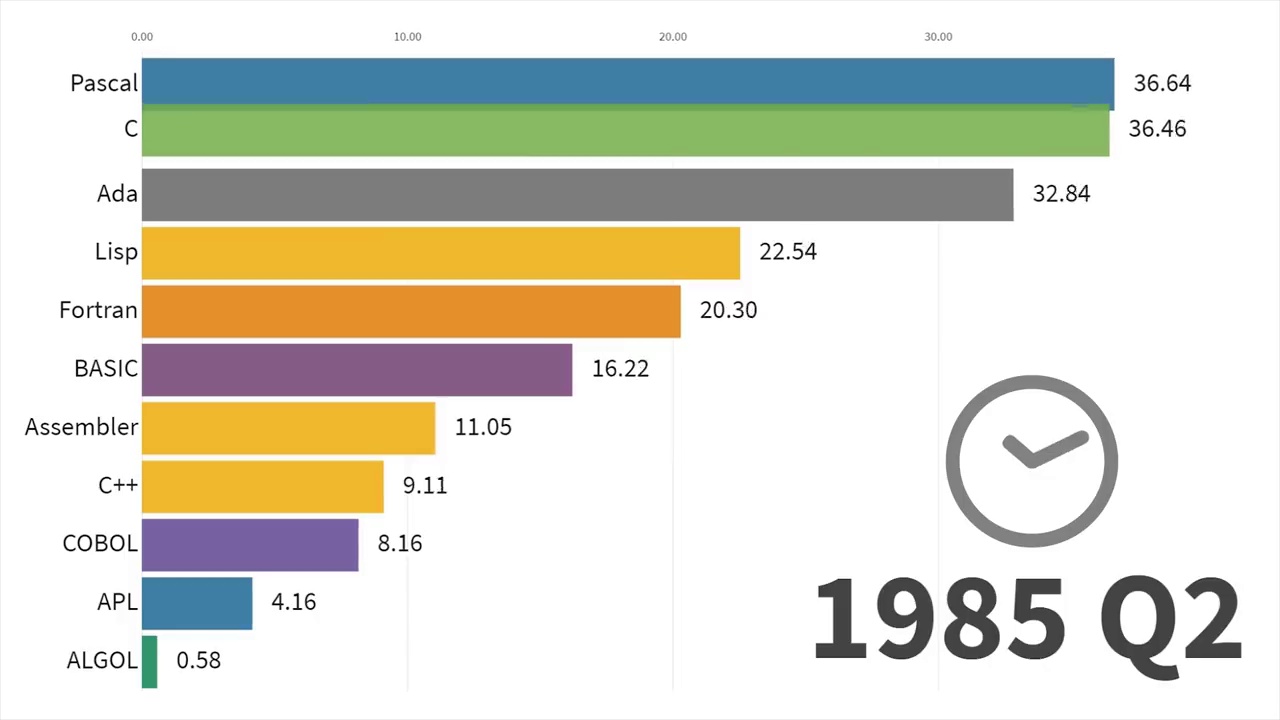 0.00 10.00 20.00 30.00
Pascal 36.64
C 36.46
Ada 32.84
Lisp 22.54
Fortran 20.30
BASIC 16.22
Assembler 11.05
C++ 9.11
COBOL 8.16
APL 4.16
ALGOL 0.58
1985 Q2